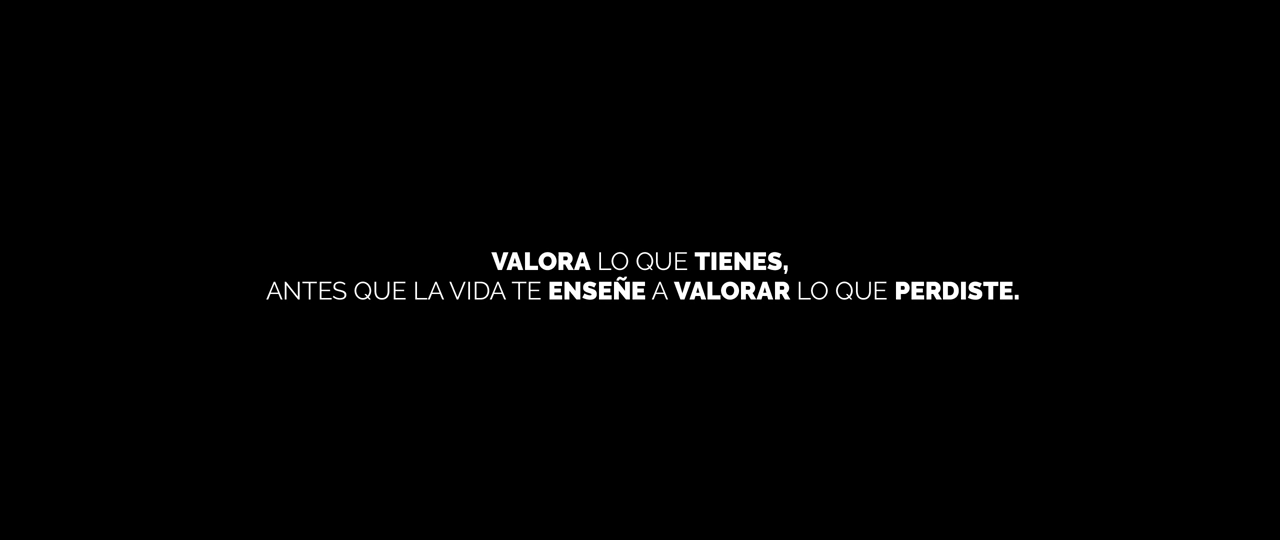 VALORA LO QUE TIENES,
ANTES QUE LA VIDA TE ENSEÑE A VALORAR LO QUE PERDISTE.